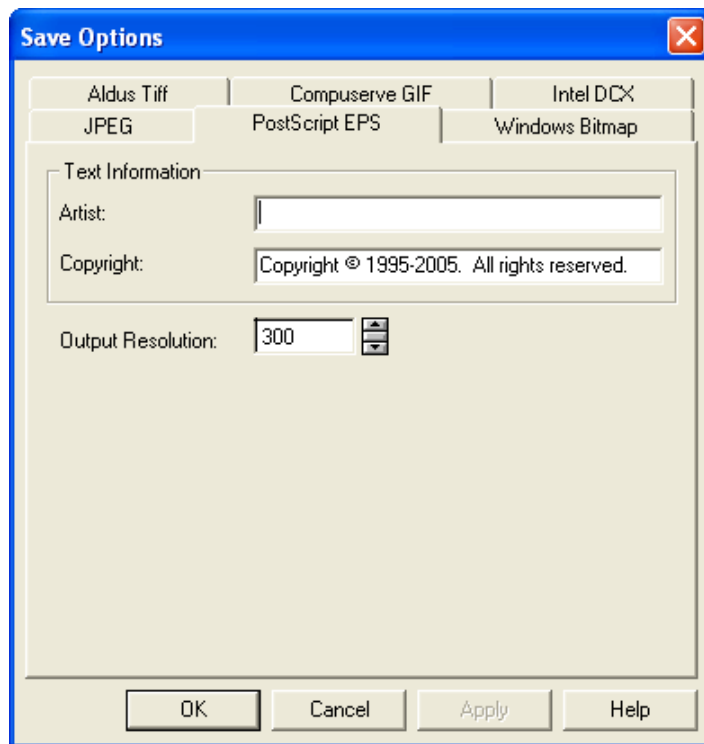 Save Options
Aldus Tiff Compuserve GIF Intel DCX
JPEG PostScript EPS Windows Bitmap
Text Information
Artist:
Copyright: Copyright © 1995-2005.  All rights reserved.
Output Resolution: 300
OK Cancel Apply Help